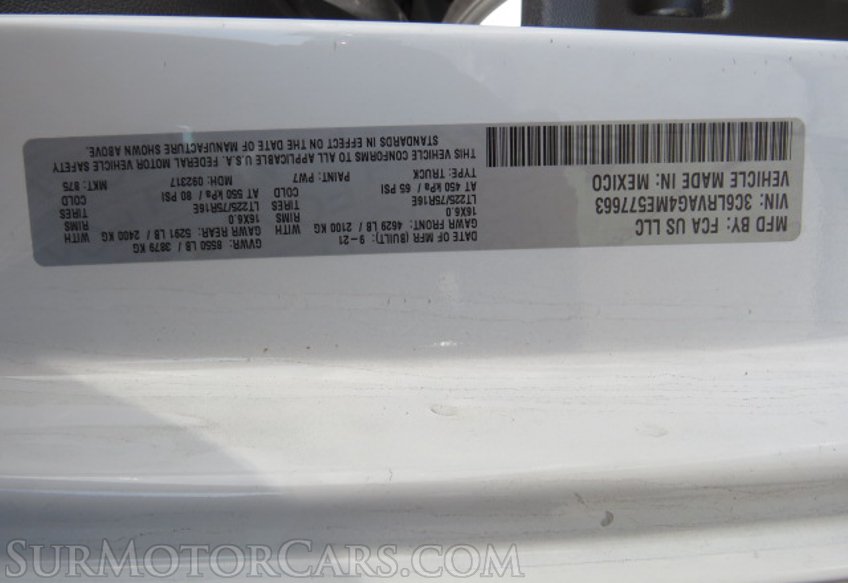 MFD BY: FCA US LLC
VIN: 3C6LRVAG4ME577663
VEHICLE MADE IN: MEXICO
DATE OF MFR (BUILT): 9-21 GVWR: 8550 LB / 3879 KG
GAWR FRONT: 4629 LB / 2100 KG WITH GAWR REAR: 5291 LB / 2400 KG WITH
16X6.0 RIMS 16X6.0 RIMS
LT225/75R16E TIRES LT225/75R16E TIRES
AT 450 kPa / 65 PSI COLD AT 550 kPa / 80 PSI COLD
TYPE: TRUCK PAINT: PW7 MDH: 092317 MKT: 875
THIS VEHICLE CONFORMS TO ALL APPLICABLE U.S.A. FEDERAL MOTOR VEHICLE SAFETY
STANDARDS IN EFFECT ON THE DATE OF MANUFACTURE SHOWN ABOVE.
SURMOTORCARS.COM